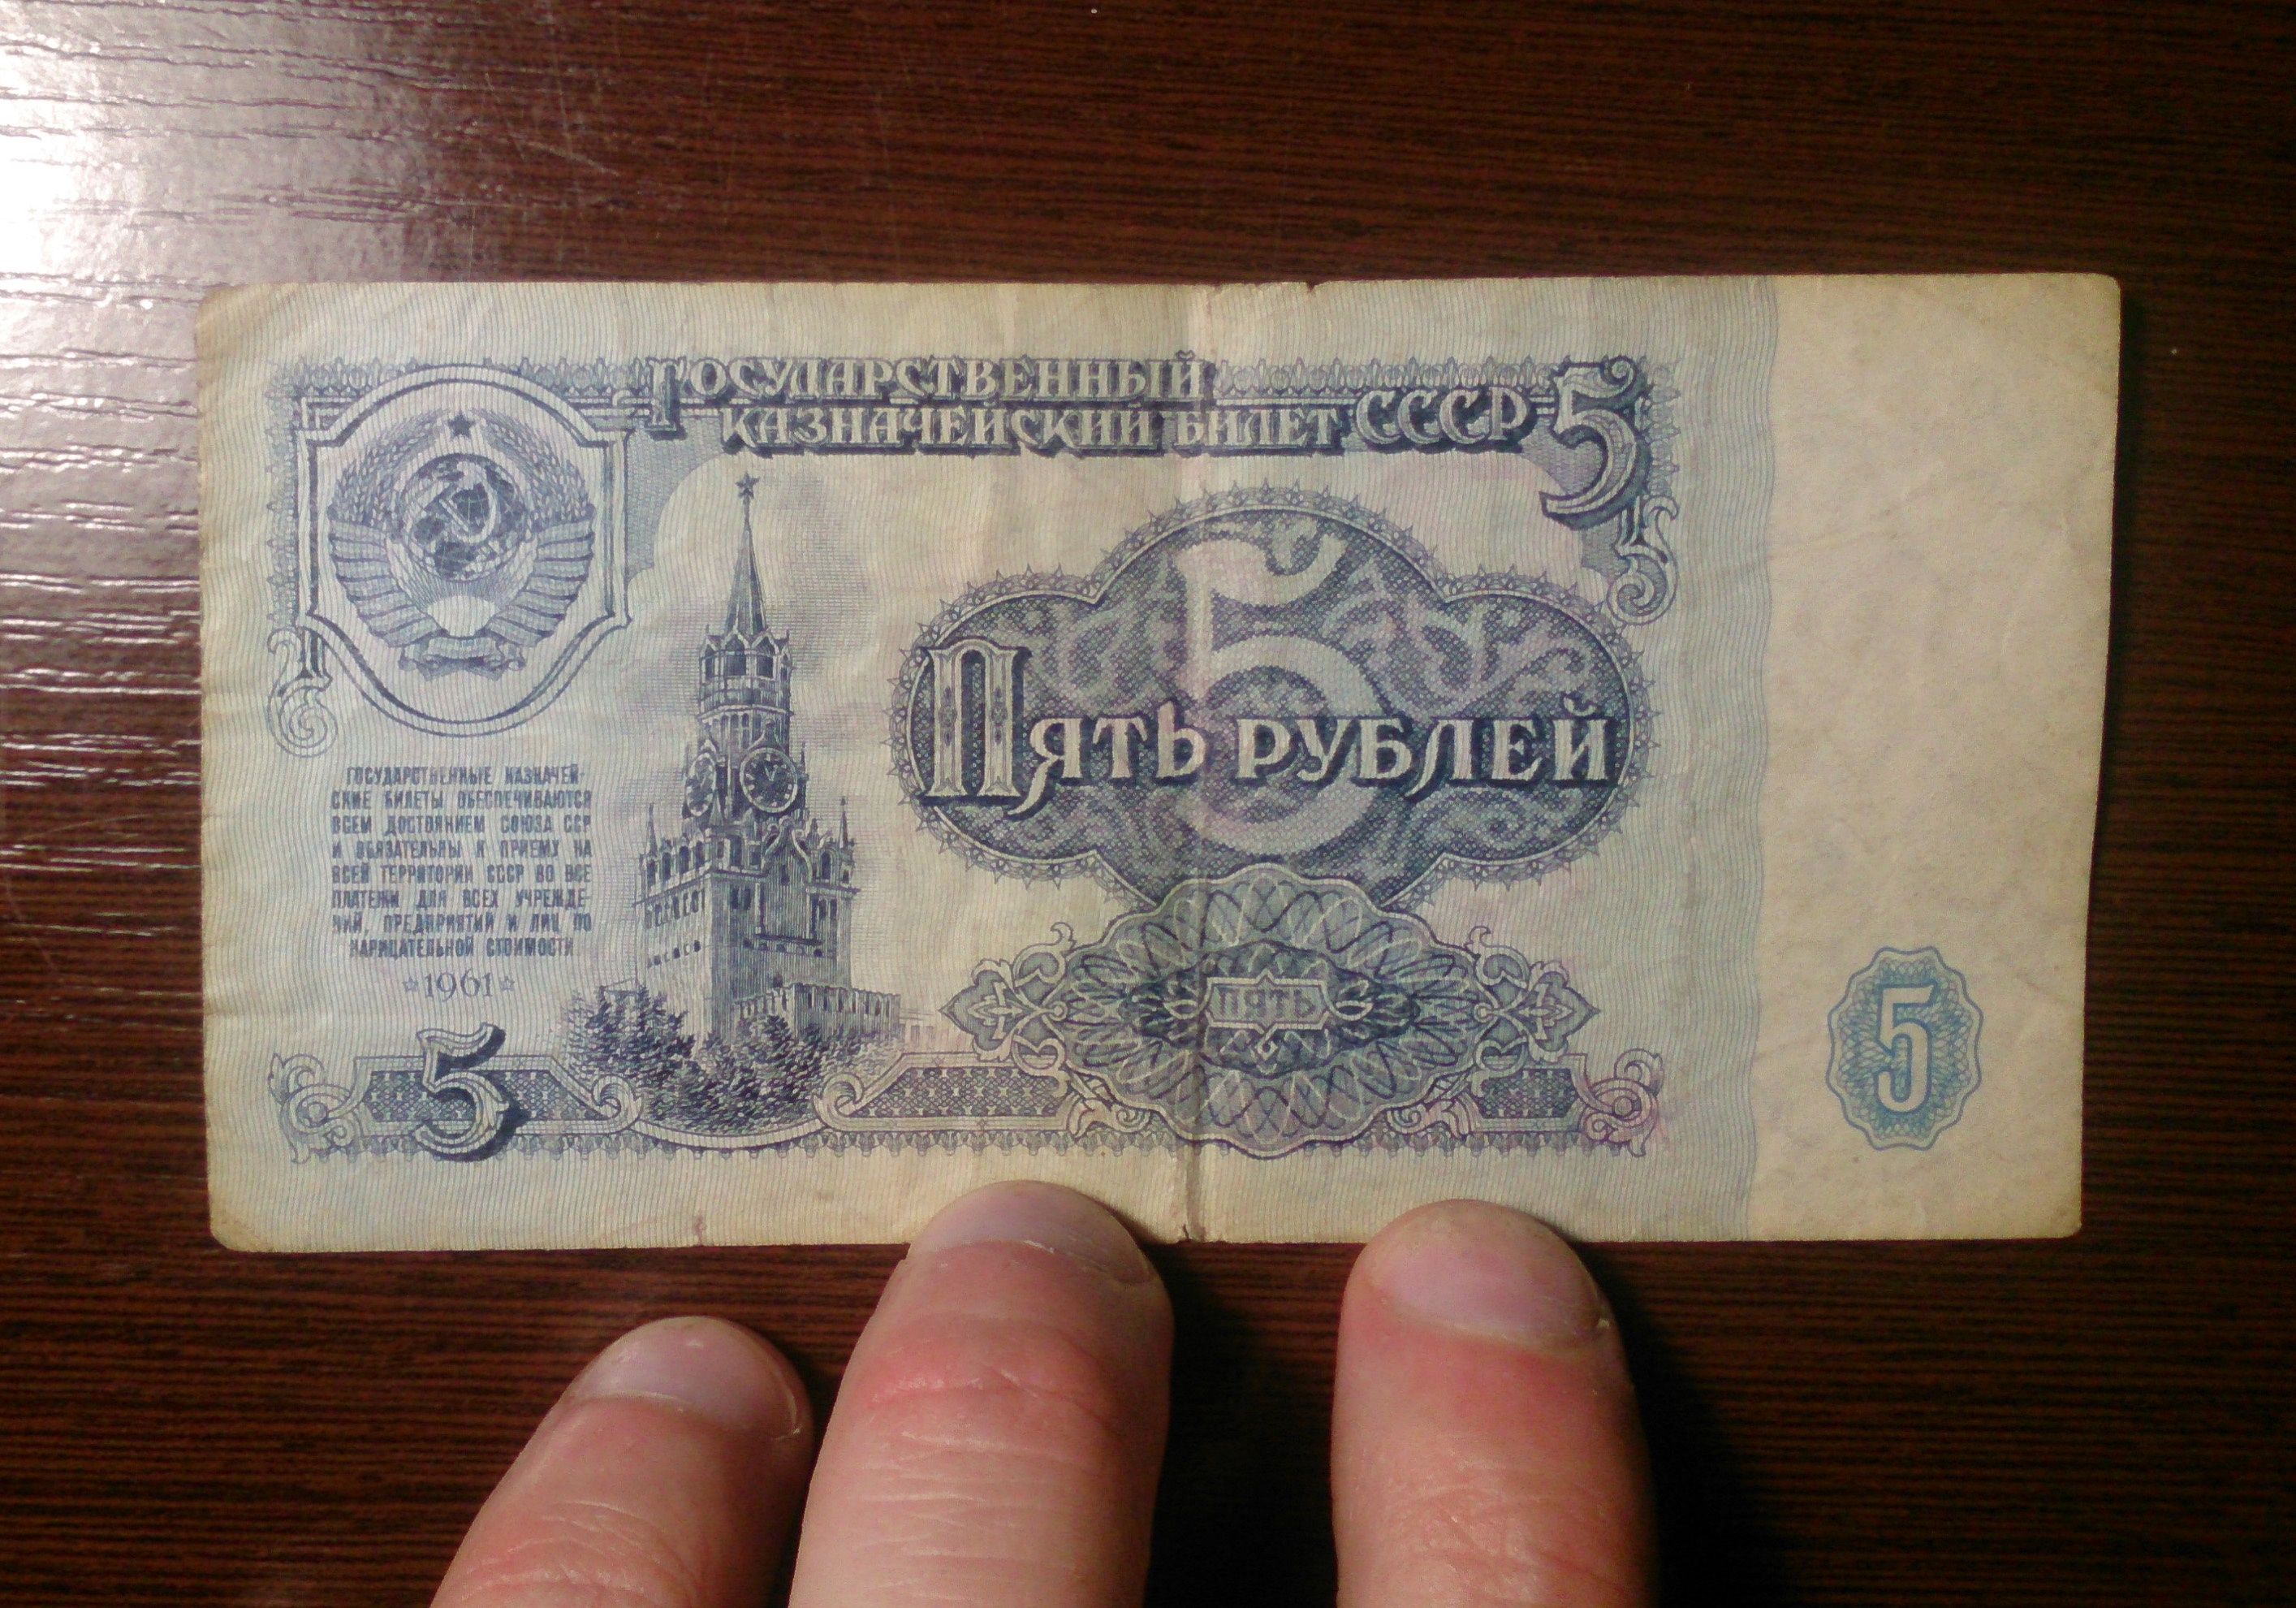 Государственный
казначейский билет СССР 5
5
Пять рублей
ГОСУДАРСТВЕННЫЕ КАЗНАЧЕЙ-
СКИЕ БИЛЕТЫ ОБЕСПЕЧИВАЮТСЯ
ВСЕМ ДОСТОЯНИЕМ СОЮЗА ССР
И ОБЯЗАТЕЛЬНЫ К ПРИЕМУ НА
ВСЕЙ ТЕРРИТОРИИ СССР ВО ВСЕ
ПЛАТЕЖИ ДЛЯ ВСЕХ УЧРЕЖДЕ-
НИЙ, ПРЕДПРИЯТИЙ И ЛИЦ ПО
НАРИЦАТЕЛЬНОЙ СТОИМОСТИ
☆1961☆
ПЯТЬ
5
5